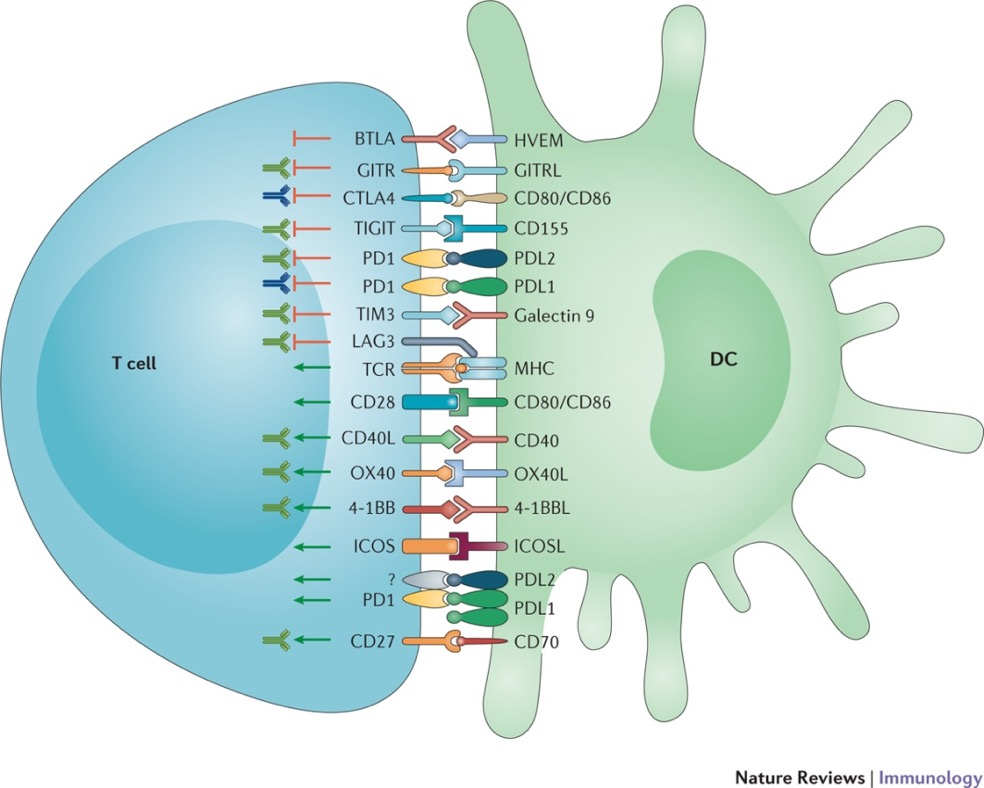 BTLA HVEM
GITR GITRL
CTLA4 CD80/CD86
TIGIT CD155
PD1 PDL2
PD1 PDL1
TIM3 Galectin 9
LAG3
T cell
DC
TCR MHC
CD28 CD80/CD86
CD40L CD40
OX40 OX40L
4-1BB 4-1BBL
ICOS ICOSL
? PDL2
PD1 PDL1
CD27 CD70
Nature Reviews | Immunology